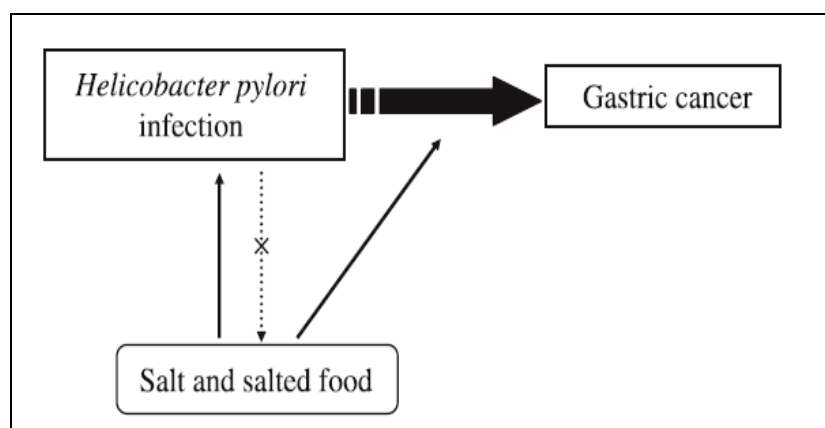 Helicobacter pylori
infection
Gastric cancer
Salt and salted food